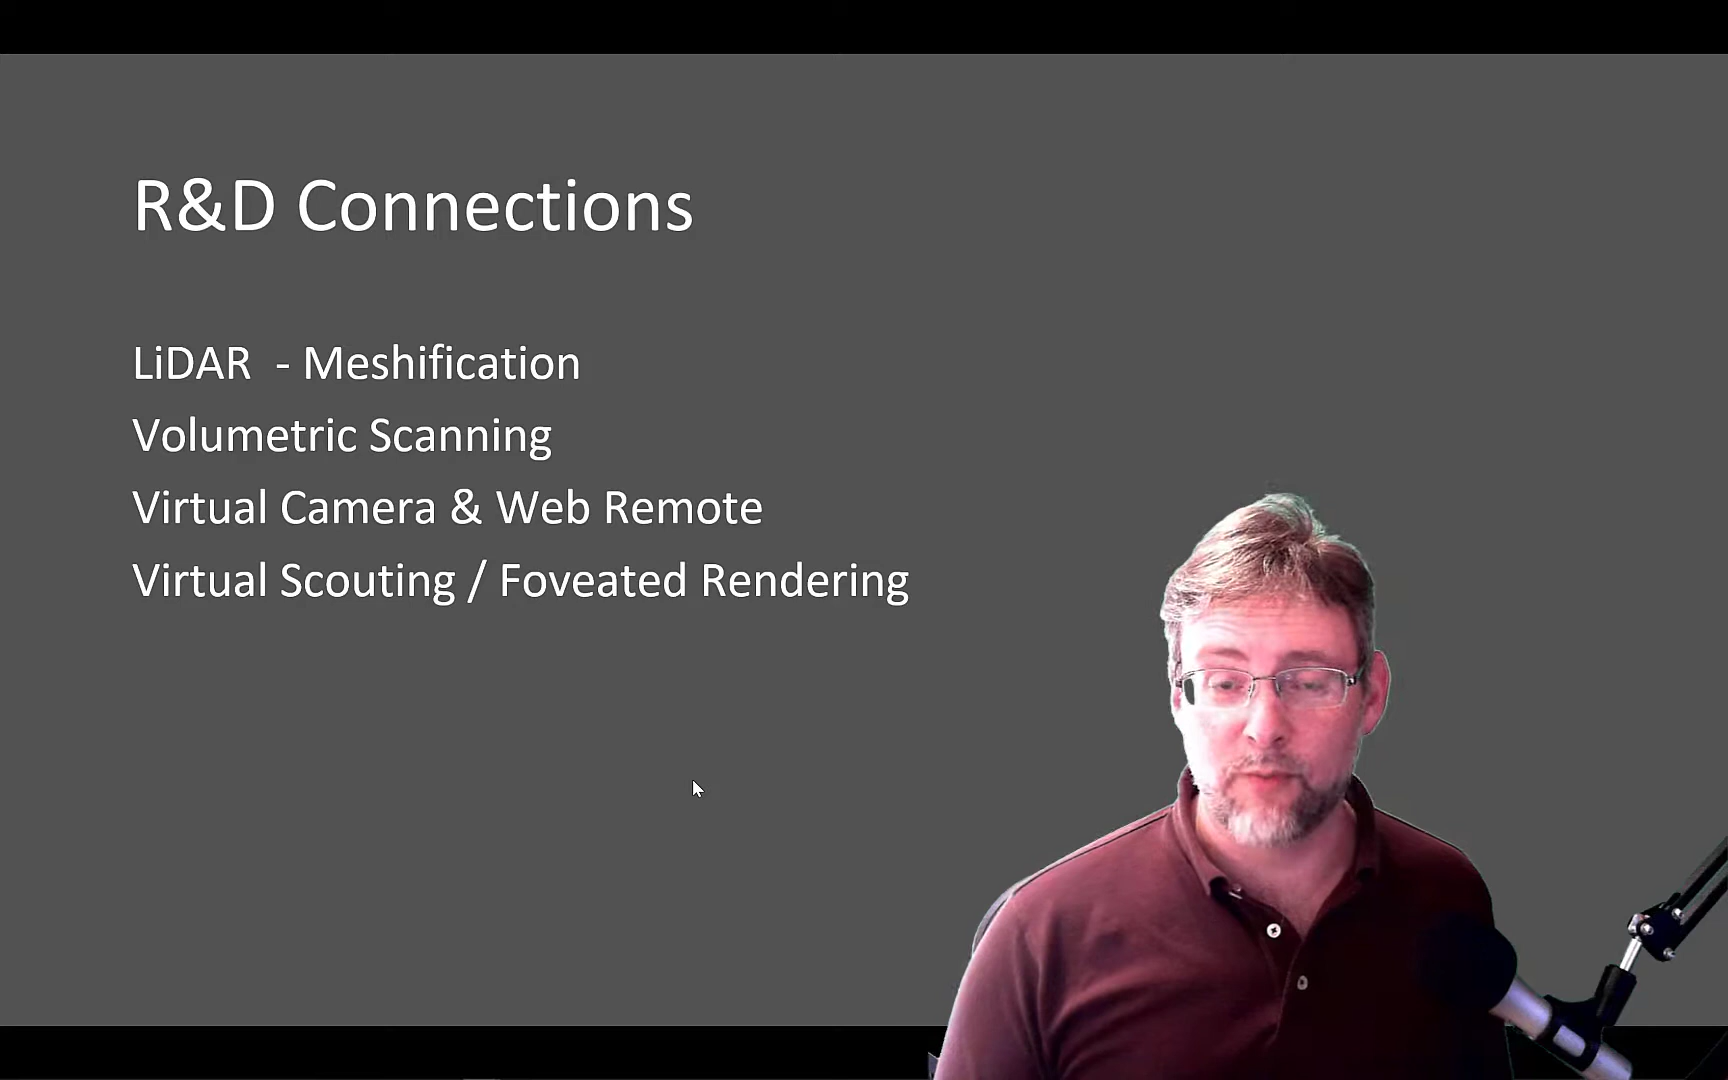 R&D Connections
LiDAR  - Meshification
Volumetric Scanning
Virtual Camera & Web Remote
Virtual Scouting / Foveated Rendering